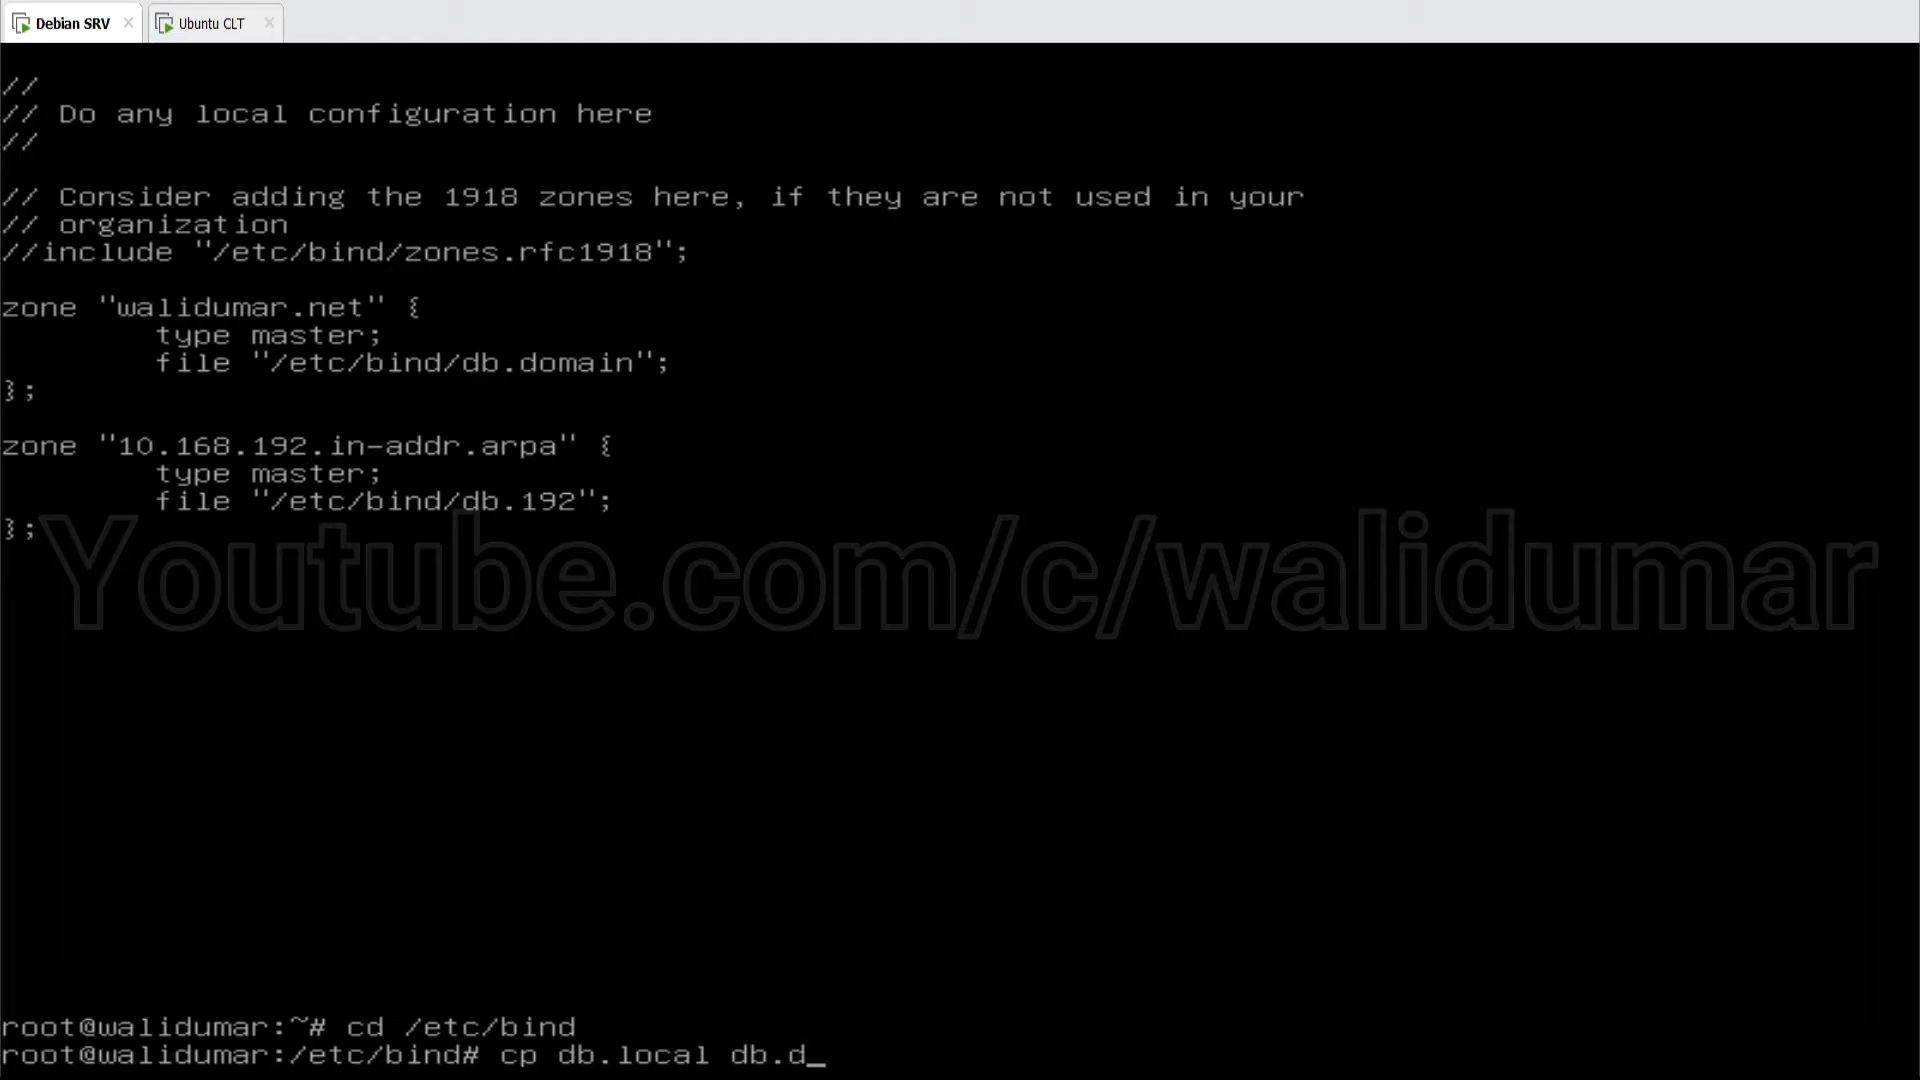 Debian SRV
Ubuntu CLT
//
// Do any local configuration here
//
// Consider adding the 1918 zones here, if they are not used in your
// organization
//include "/etc/bind/zones.rfc1918";
zone "walidumar.net" {
        type master;
        file "/etc/bind/db.domain";
};
zone "10.168.192.in-addr.arpa" {
        type master;
        file "/etc/bind/db.192";
};
Youtube.com/c/walidumar
root@walidumar:~# cd /etc/bind
root@walidumar:/etc/bind# cp db.local db.d_